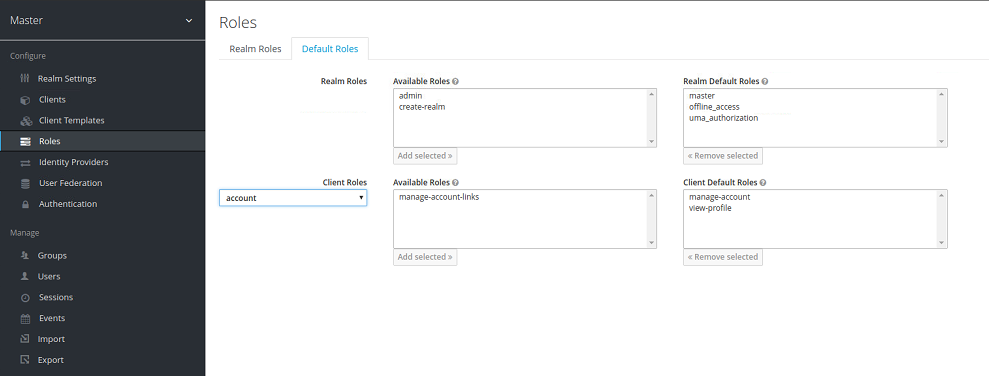 Master
Configure
Realm Settings
Clients
Client Templates
Roles
Identity Providers
User Federation
Authentication
Manage
Groups
Users
Sessions
Events
Import
Export
Roles
Realm Roles Default Roles
Realm Roles Available Roles Realm Default Roles
admin master
create-realm offline_access
uma_authorization
Add selected » « Remove selected
Client Roles Available Roles Client Default Roles
account manage-account-links manage-account
view-profile
Add selected » « Remove selected